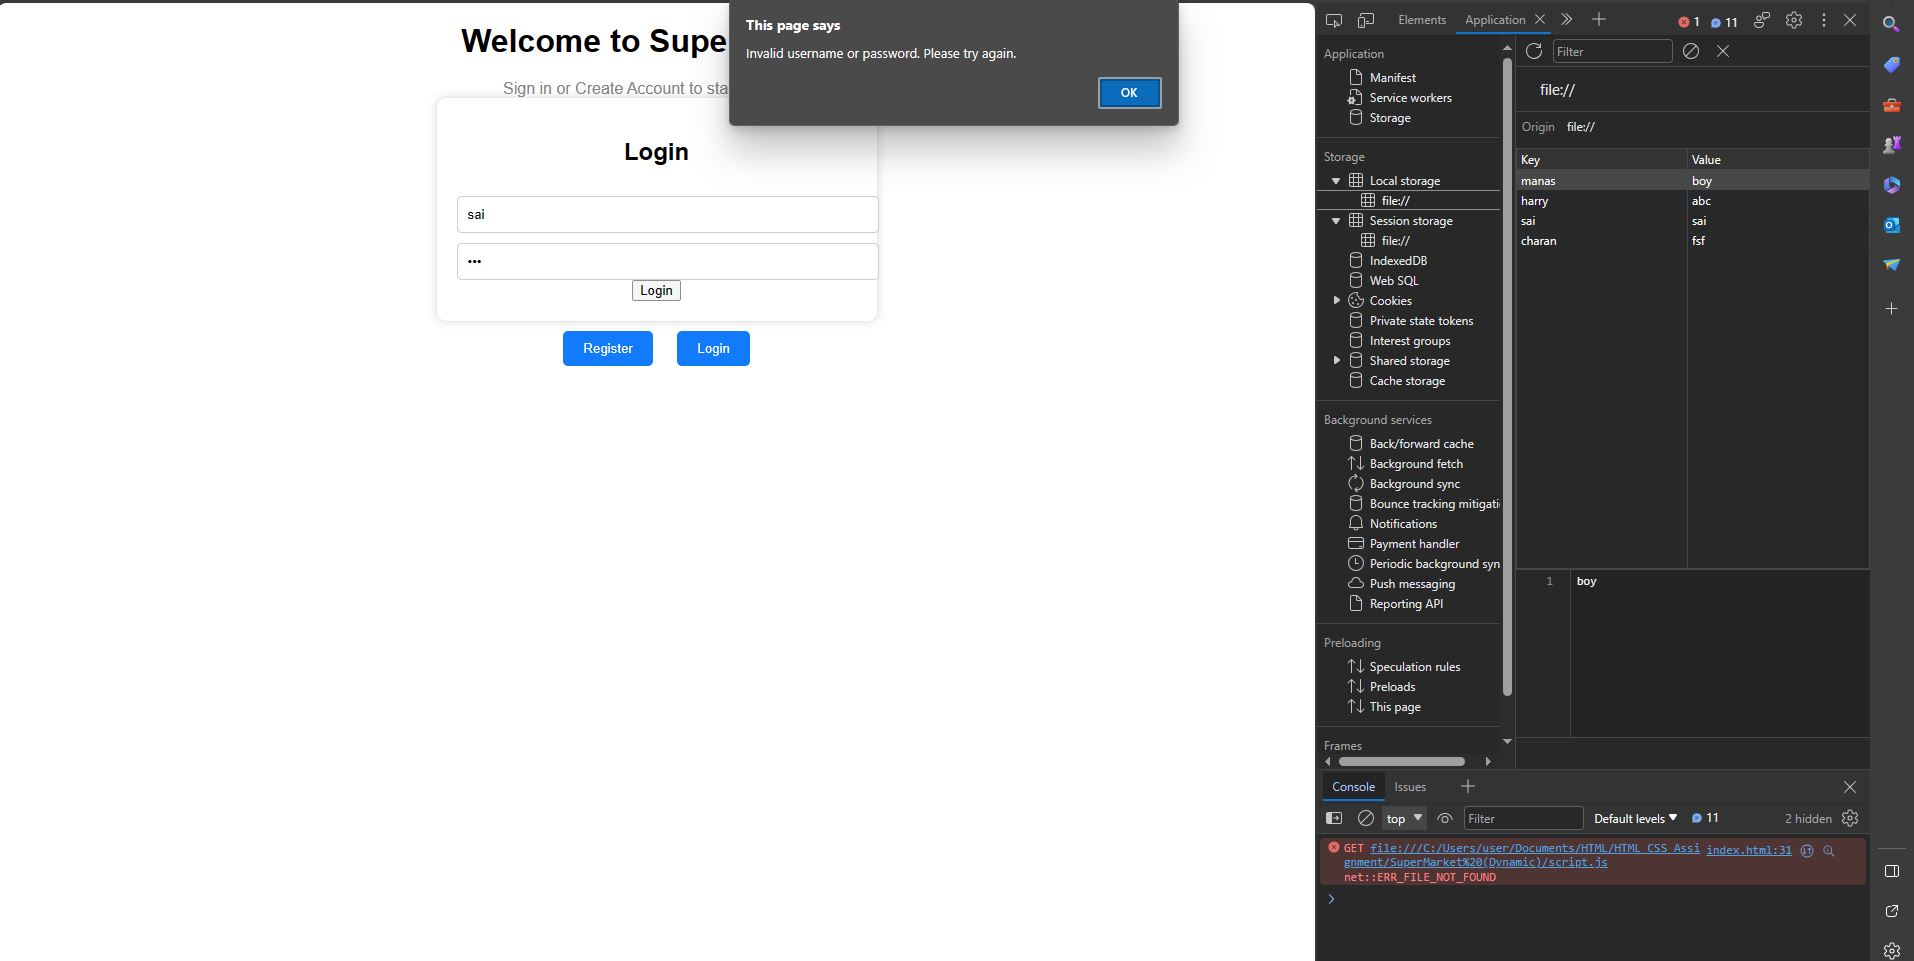 Welcome to Supe
Sign in or Create Account to sta
This page says
Invalid username or password. Please try again.
OK
Login
sai
•••
Login
Register
Login
Elements
Application
1
11
Application
Manifest
Service workers
Storage
Storage
Local storage
file://
Session storage
file://
IndexedDB
Web SQL
Cookies
Private state tokens
Interest groups
Shared storage
Cache storage
Background services
Back/forward cache
Background fetch
Background sync
Bounce tracking mitigati
Notifications
Payment handler
Periodic background syn
Push messaging
Reporting API
Preloading
Speculation rules
Preloads
This page
Frames
Filter
file://
Origin file://
Key Value
manas boy
harry abc
sai sai
charan fsf
1 boy
Console
Issues
top
Filter
Default levels
11
2 hidden
GET file:///C:/Users/user/Documents/HTML/HTML_CSS_Assi index.html:31
gnment/SuperMarket%20(Dynamic)/script.js
net::ERR_FILE_NOT_FOUND